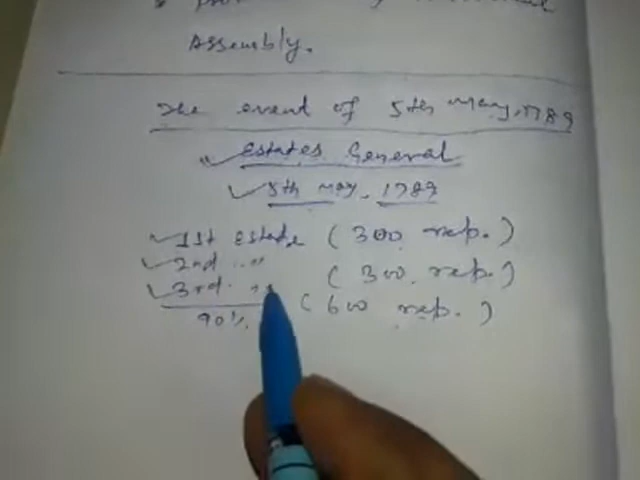 Assembly.
The event of 5th May, 1789
Estates General
5th May, 1789
1st Estate (300 rep.)
2nd " (300 rep.)
3rd " (600 rep.)
90%